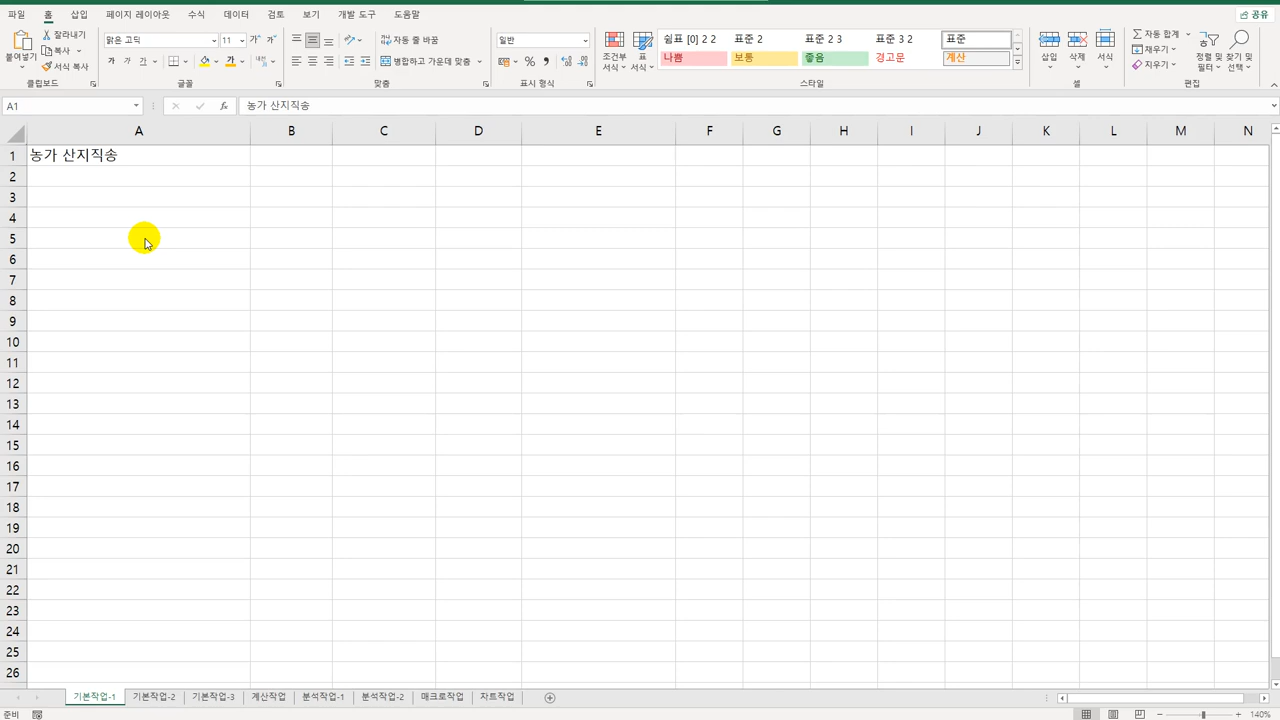 파일 홈 삽입 페이지 레이아웃 수식 데이터 검토 보기 개발 도구 도움말 공유
붙여넣기 잘라내기 복사 서식 복사 클립보드
맑은 고딕 11 가 가 가 가 가 가 글꼴
자동 줄 바꿈 병합하고 가운데 맞춤 맞춤
일반 % 표시 형식
조건부 서식 표 서식
쉼표 [0] 2 2 표준 2 표준 2 3 표준 3 2 표준
나쁨 보통 좋음 경고문 계산
스타일
삽입 삭제 서식 셀
자동 합계 채우기 지우기 정렬 및 필터 찾기 및 선택 편집
A1 fx 농가 산지직송
A B C D E F G H I J K L M N
1 농가 산지직송
2
3
4
5
6
7
8
9
10
11
12
13
14
15
16
17
18
19
20
21
22
23
24
25
26
기본작업-1 기본작업-2 기본작업-3 계산작업 분석작업-1 분석작업-2 매크로작업 차트작업
준비 140%